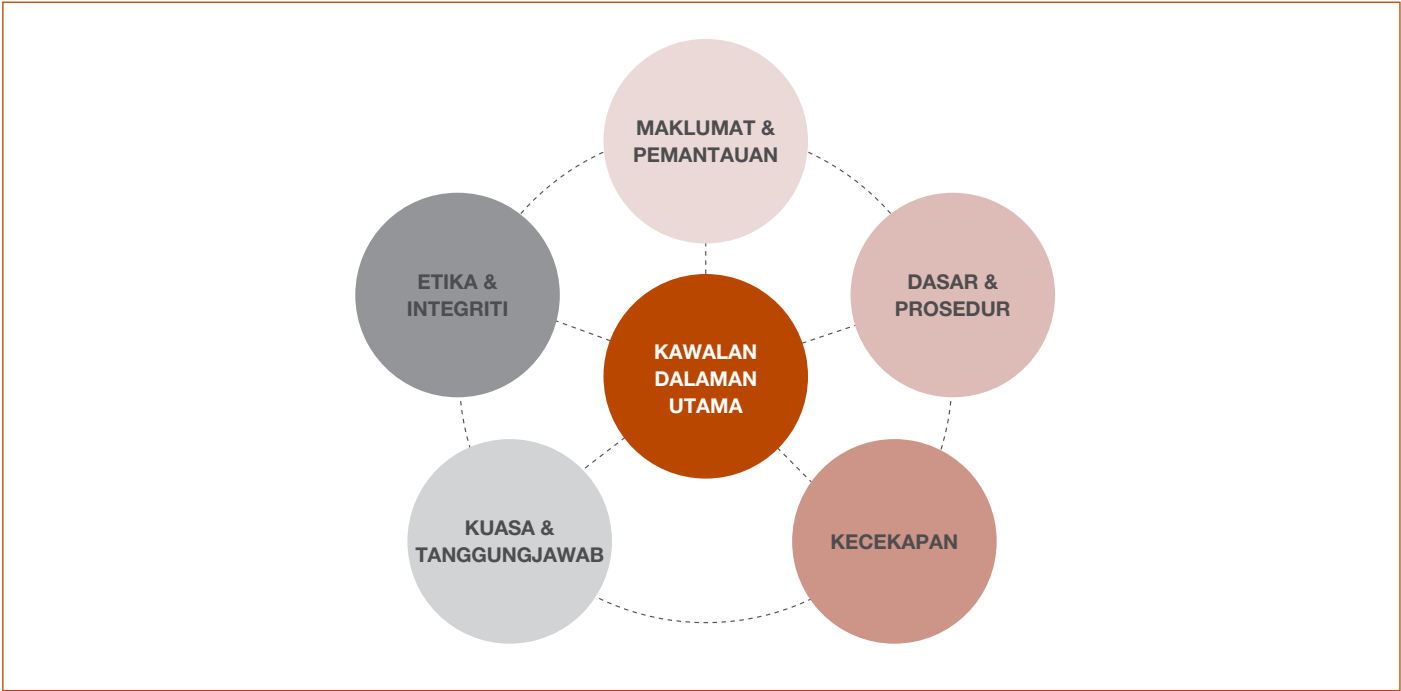 MAKLUMAT &
PEMANTAUAN
ETIKA &
INTEGRITI
DASAR &
PROSEDUR
KAWALAN
DALAMAN
UTAMA
KUASA &
TANGGUNGJAWAB
KECEKAPAN